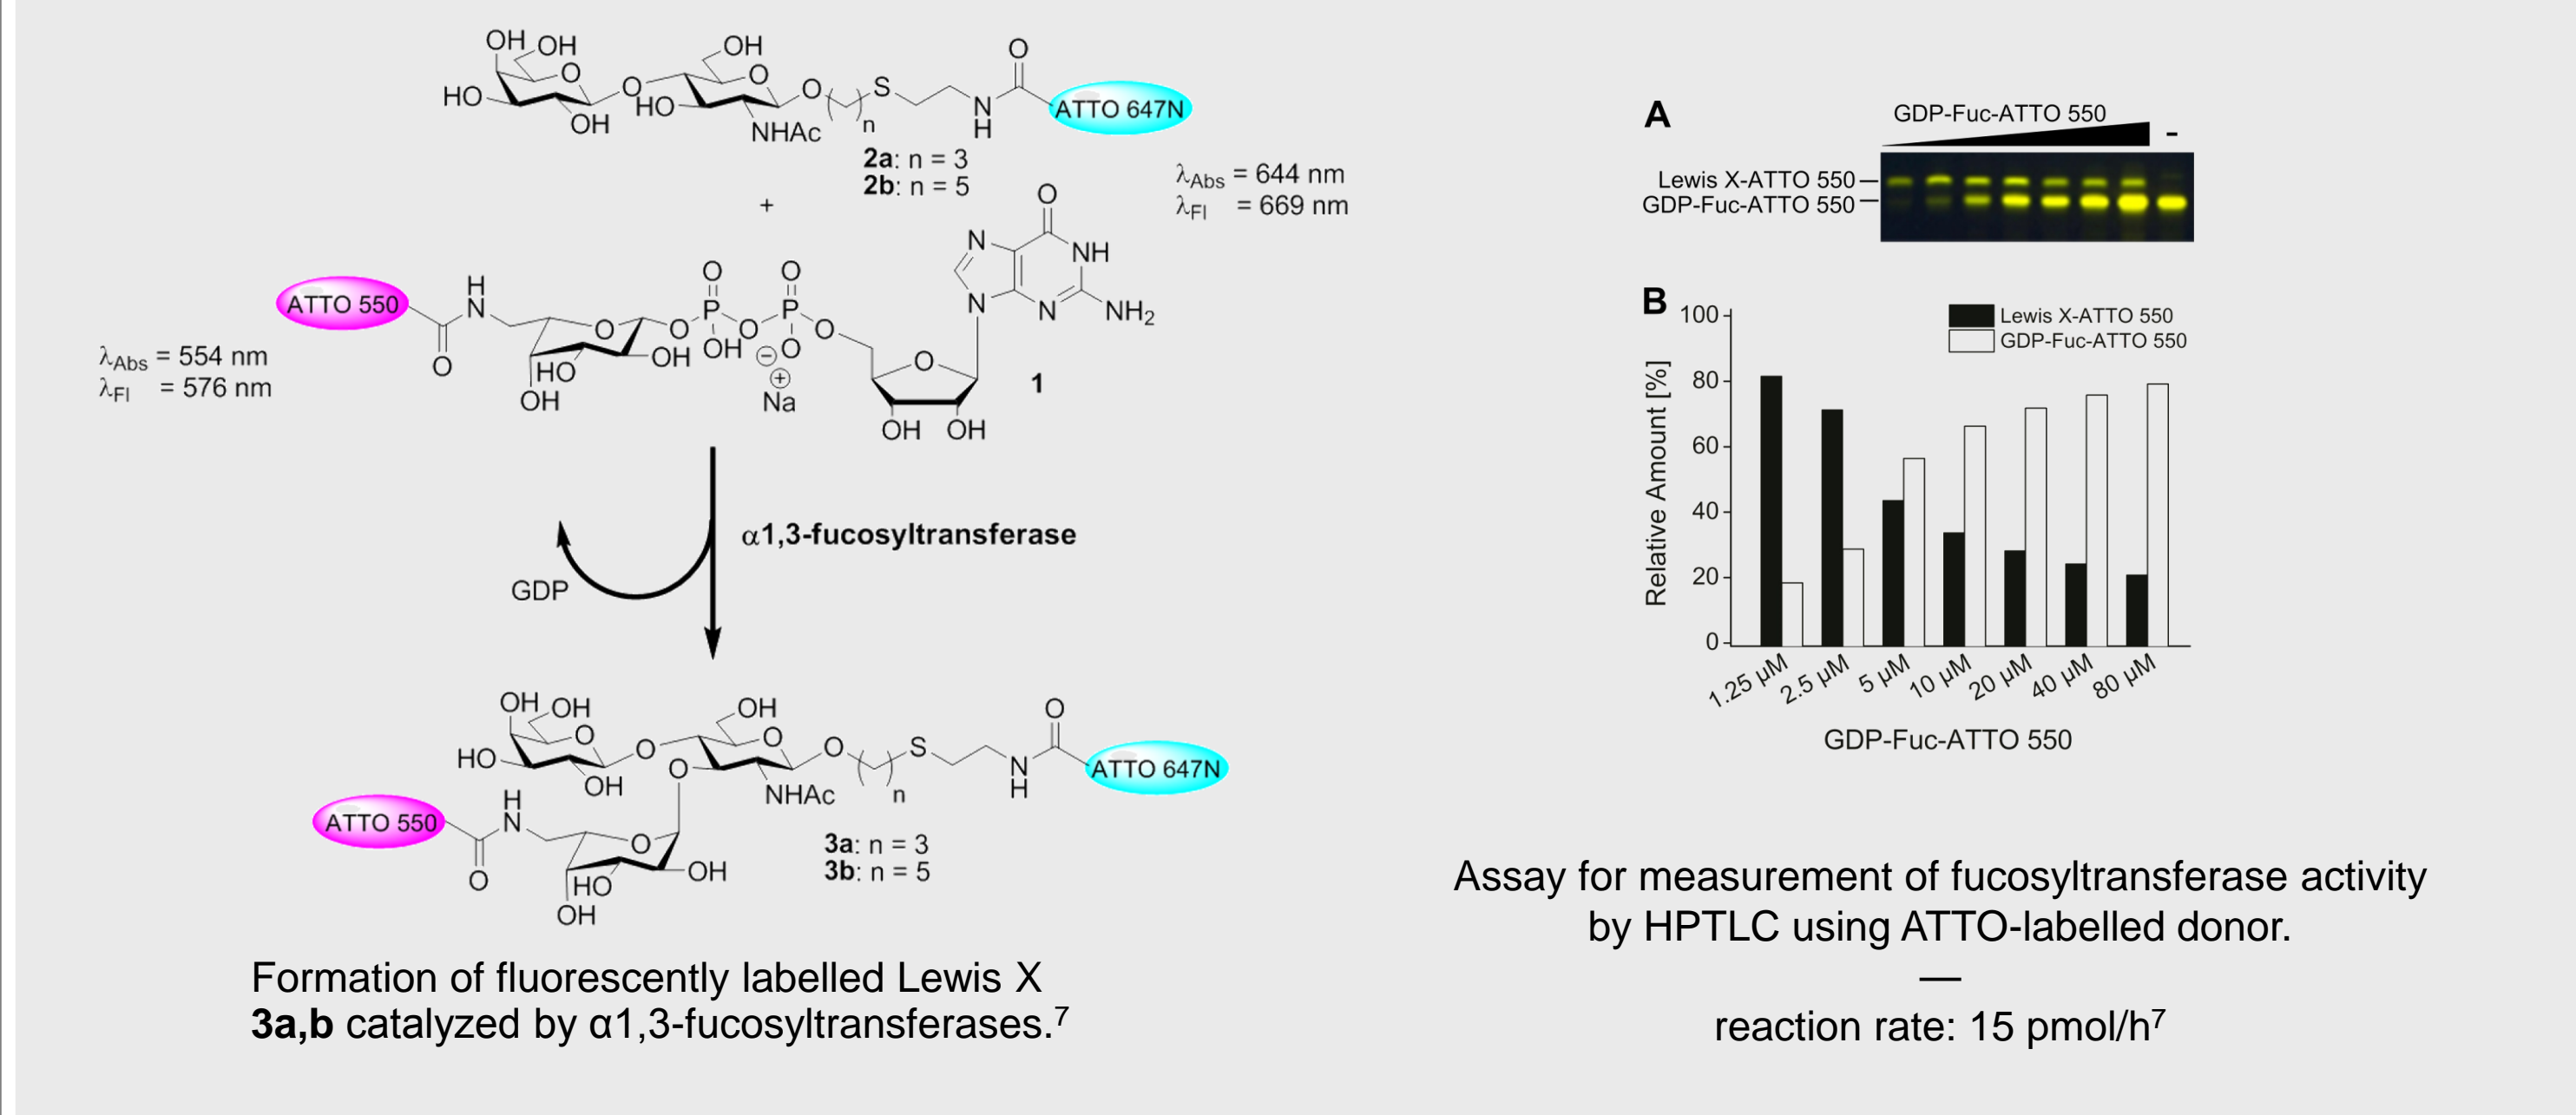 OH OH
OH
O
O
O
O
O
S
HO
HO
OH
NHAc
n
N
H
ATTO 647N
2a: n = 3
2b: n = 5
λAbs = 644 nm
λFl = 669 nm
+
O
N
NH
N
N
NH2
ATTO 550
H
N
O
O
O
O
P
P
O
O
O
OH
O
⊖
⊕
Na
HO
OH
OH
O
OH OH
1
λAbs = 554 nm
λFl = 576 nm
α1,3-fucosyltransferase
GDP
OH OH
OH
O
O
O
O
O
S
HO
O
OH
NHAc
n
N
H
ATTO 647N
ATTO 550
H
N
O
O
HO
OH
OH
3a: n = 3
3b: n = 5
Formation of fluorescently labelled Lewis X
3a,b catalyzed by α1,3-fucosyltransferases.7
A
GDP-Fuc-ATTO 550
-
Lewis X-ATTO 550
GDP-Fuc-ATTO 550
B
Lewis X-ATTO 550
GDP-Fuc-ATTO 550
Relative Amount [%]
100
80
60
40
20
0
1.25 µM
2.5 µM
5 µM
10 µM
20 µM
40 µM
80 µM
GDP-Fuc-ATTO 550
Assay for measurement of fucosyltransferase activity
by HPTLC using ATTO-labelled donor.
—
reaction rate: 15 pmol/h7